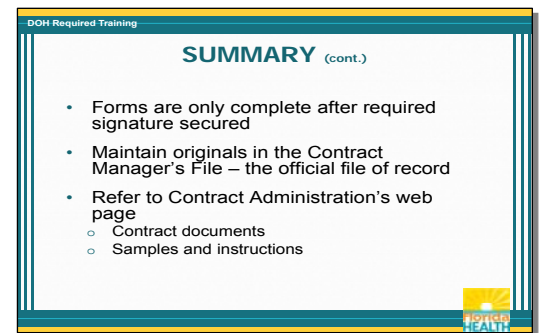 DOH Required Training
SUMMARY (cont.)
• Forms are only complete after required
signature secured
• Maintain originals in the Contract
Manager's File – the official file of record
• Refer to Contract Administration's web
page
o Contract documents
o Samples and instructions
Florida
HEALTH